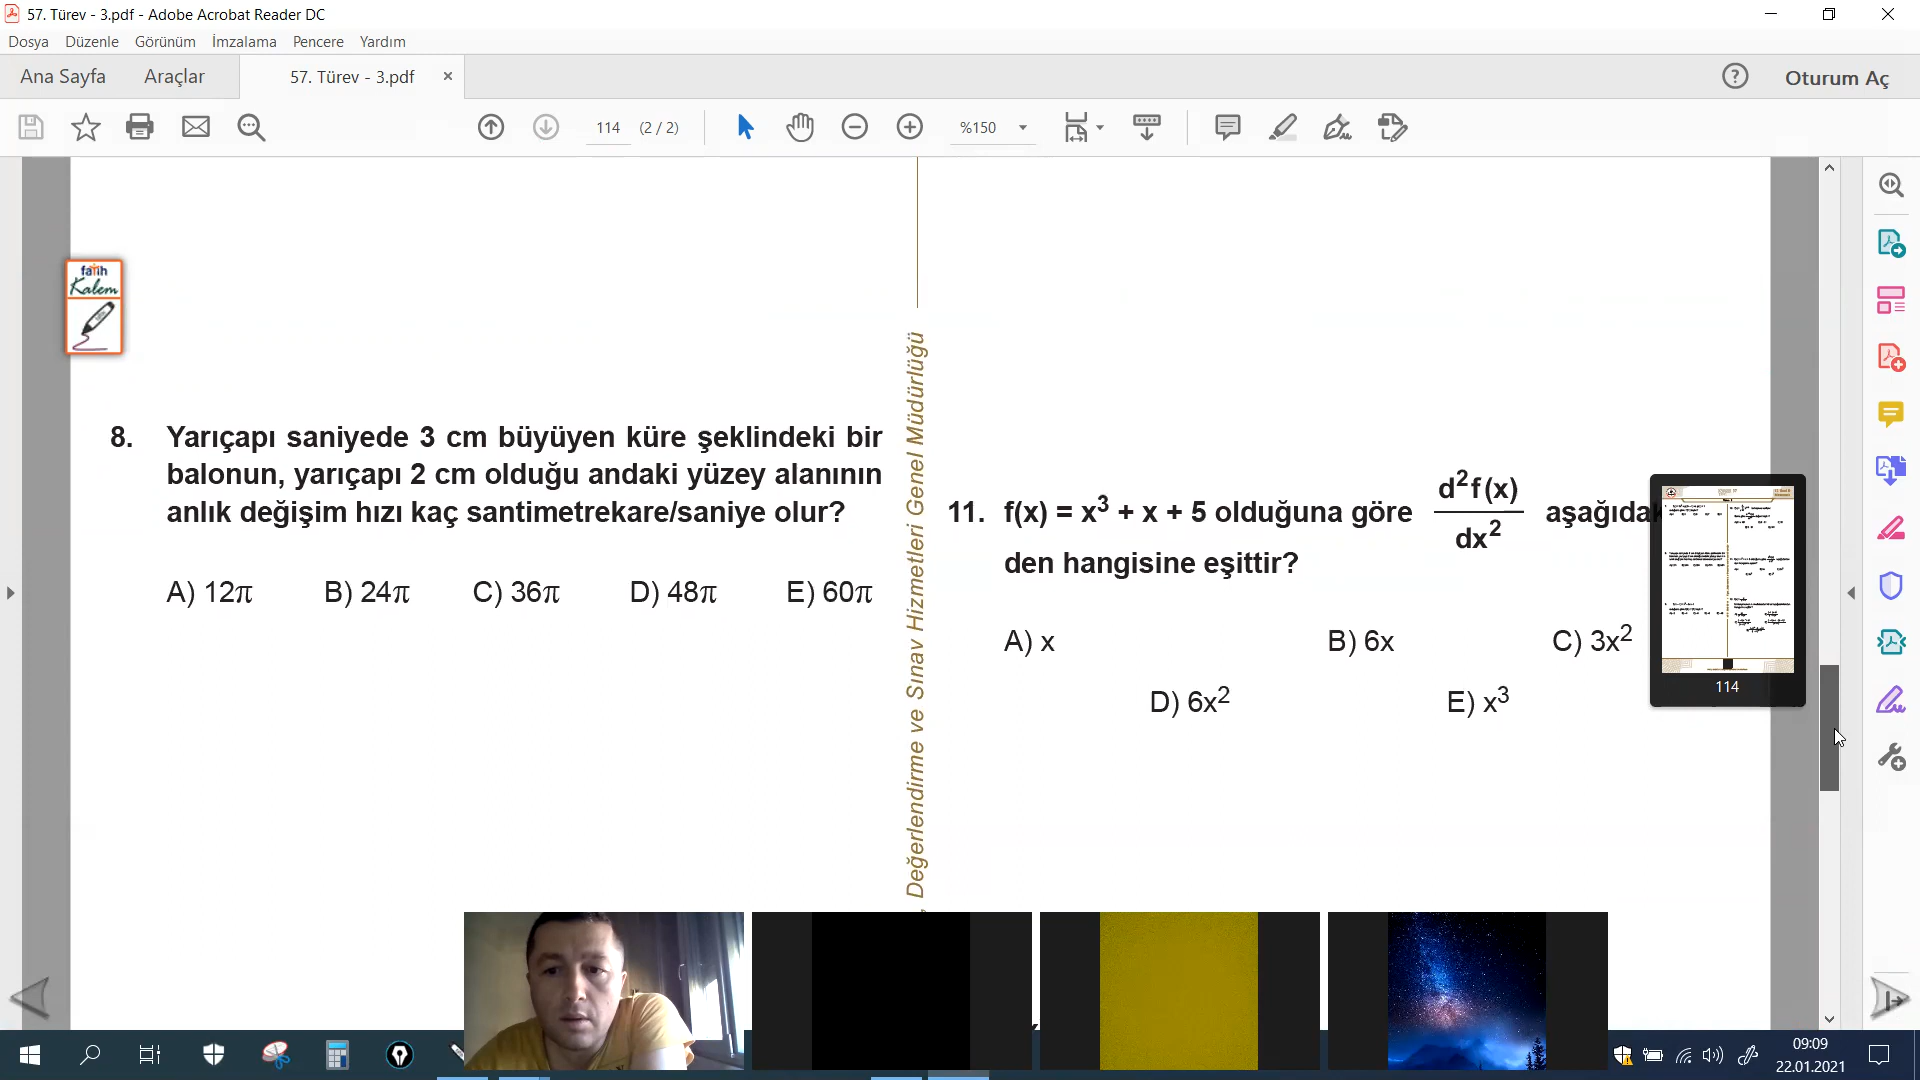 57. Türev - 3.pdf - Adobe Acrobat Reader DC
Dosya Düzenle Görünüm İmzalama Pencere Yardım
Ana Sayfa Araçlar 57. Türev - 3.pdf × Oturum Aç
114 (2 / 2) %150
fatih
Kalem
Değerlendirme ve Sınav Hizmetleri Genel Müdürlüğü
8. Yarıçapı saniyede 3 cm büyüyen küre şeklindeki bir
balonun, yarıçapı 2 cm olduğu andaki yüzey alanının
anlık değişim hızı kaç santimetrekare/saniye olur?
A) 12π B) 24π C) 36π D) 48π E) 60π
11. f(x) = x³ + x + 5 olduğuna göre d²f(x)/dx² aşağıdak
den hangisine eşittir?
A) x B) 6x C) 3x²
D) 6x² E) x³
114
09:09
22.01.2021